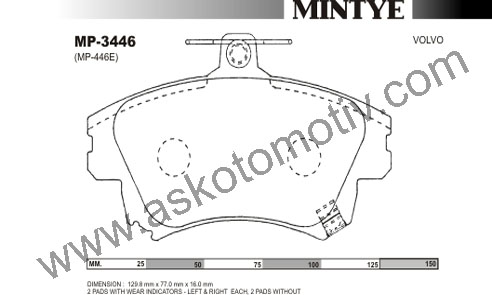 MINTYE
MP-3446
(MP-446E)
VOLVO
www.askotomotiv.com
MM. 25 50 75 100 125 150
DIMENSION : 129.8 mm x 77.0 mm x 16.0 mm
2 PADS WITH WEAR INDICATORS - LEFT & RIGHT EACH, 2 PADS WITHOUT